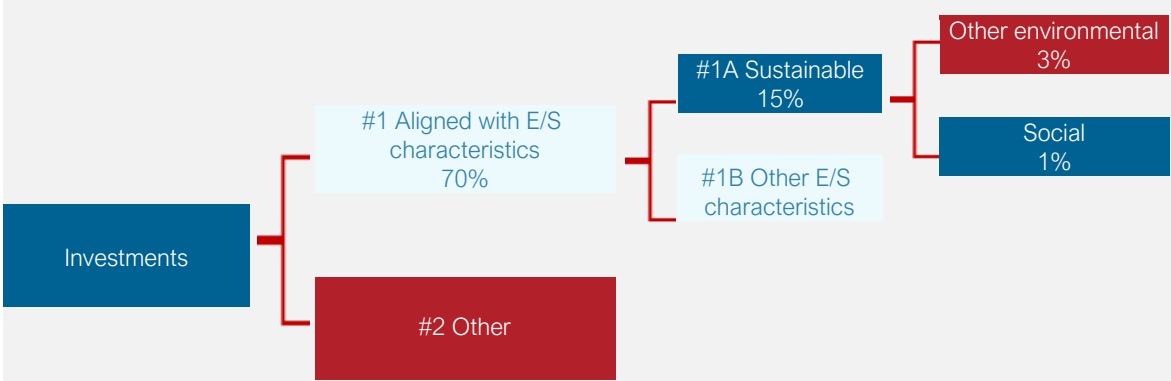 Investments
#1 Aligned with E/S
characteristics
70%
#2 Other
#1A Sustainable
15%
#1B Other E/S
characteristics
Other environmental
3%
Social
1%